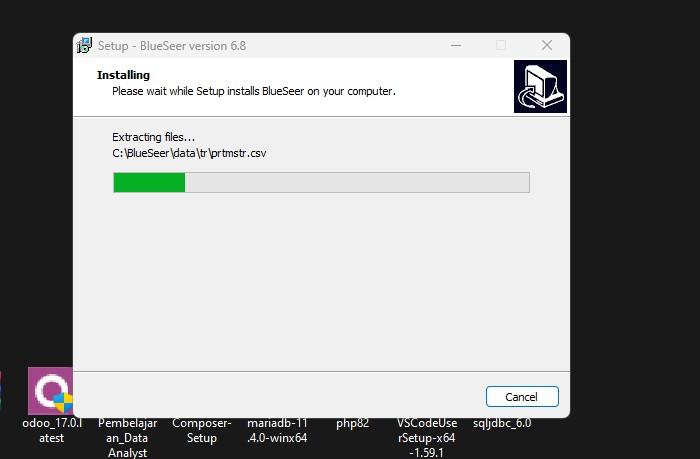 Setup - BlueSeer version 6.8
Installing
Please wait while Setup installs BlueSeer on your computer.
Extracting files...
C:\BlueSeer\data\tr\prtmstr.csv
Cancel
odoo_17.0.l
atest
Pembelajar
an_Data
Analyst
Composer-
Setup
mariadb-11
.4.0-winx64
php82
VSCodeUse
rSetup-x64
-1.59.1
sqljdbc_6.0